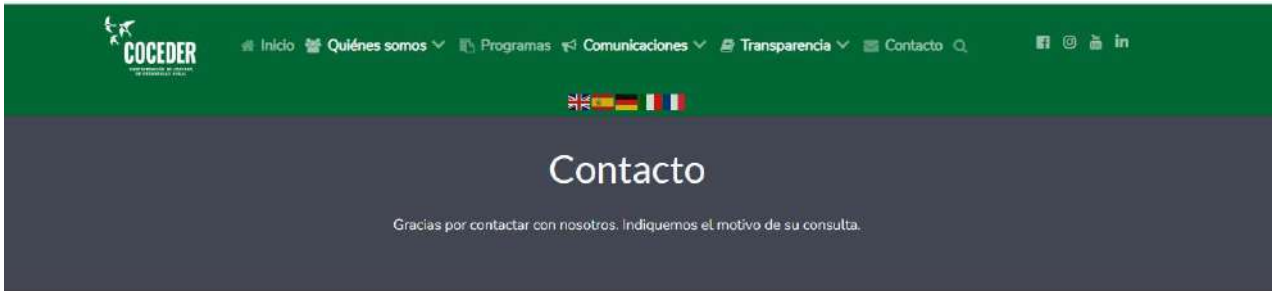 COCEDER
Inicio Quiénes somos Programas Comunicaciones Transparencia Contacto
Contacto
Gracias por contactar con nosotros. Indiquemos el motivo de su consulta.